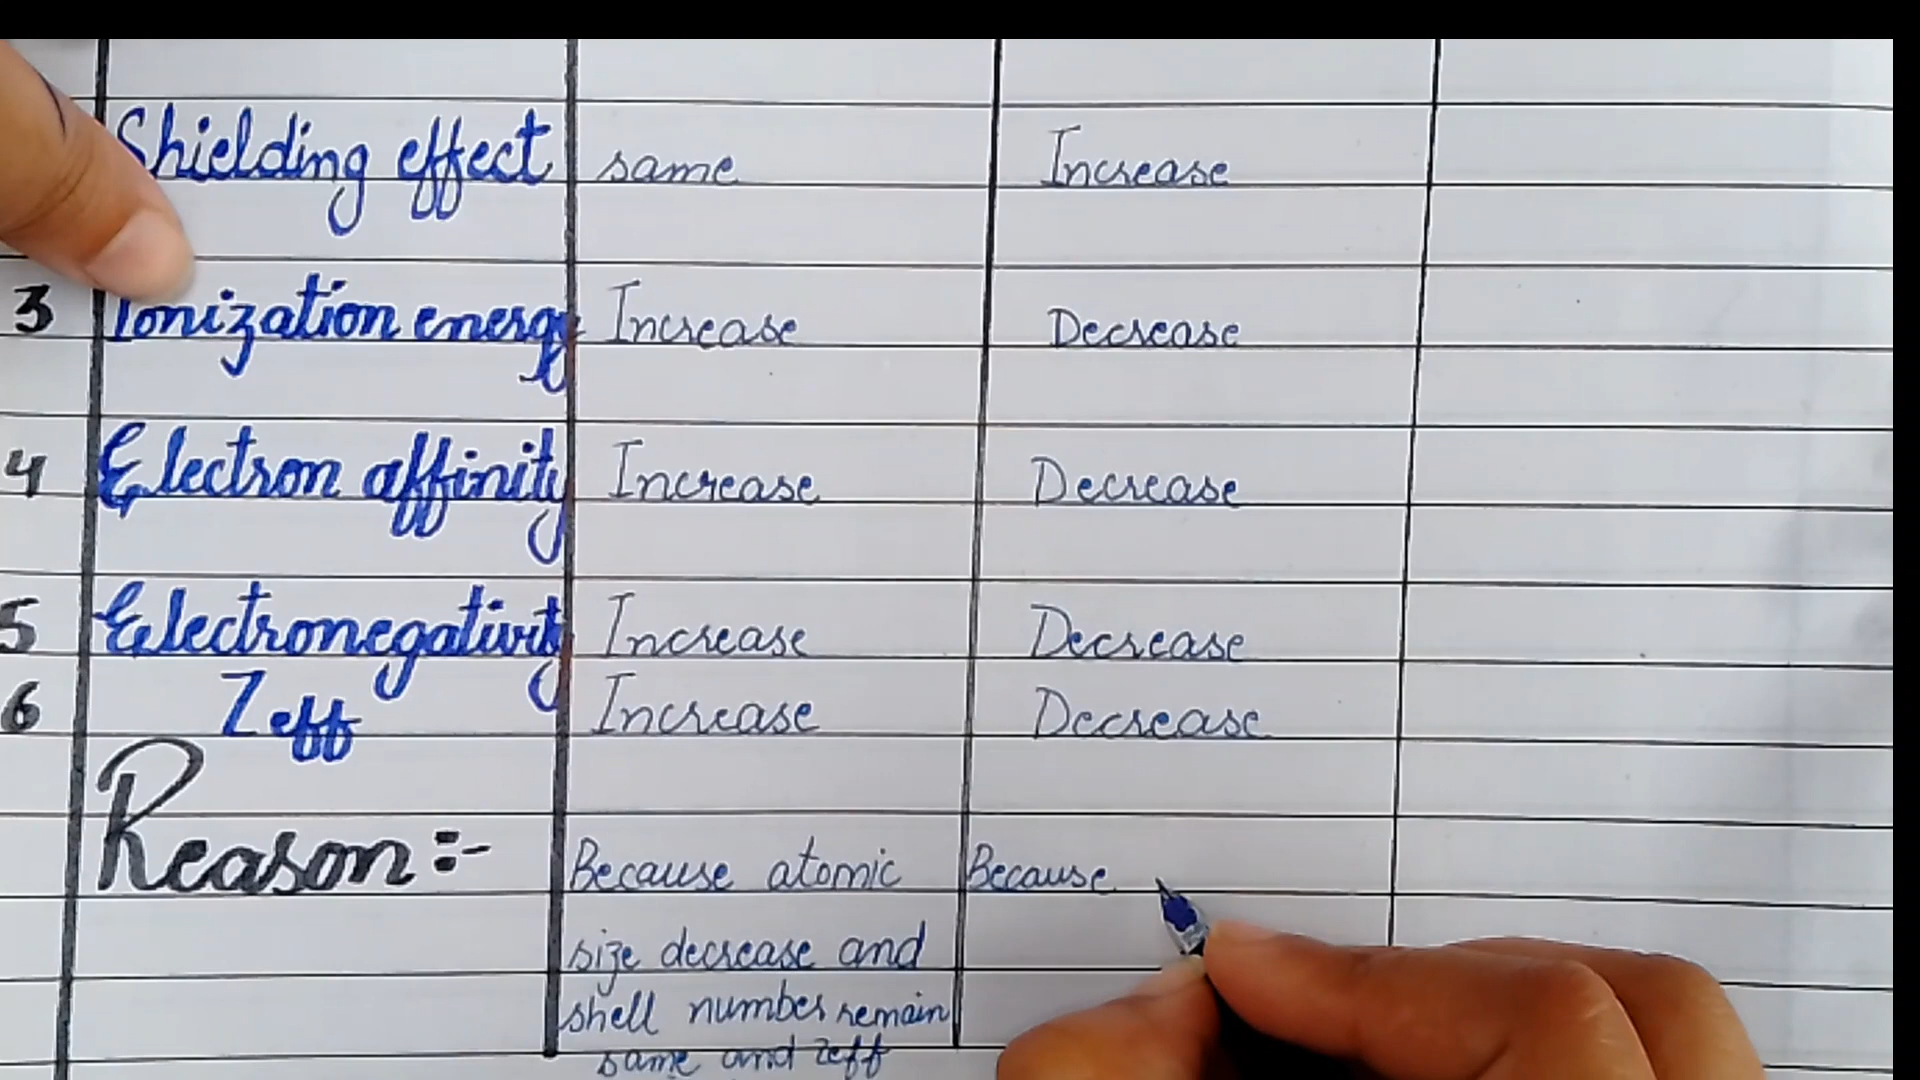 Shielding effect same Increase
3 Ionization energy Increase Decrease
4 Electron affinity Increase Decrease
5 Electronegativity Increase Decrease
6 Zeff Increase Decrease
Reason :-
Because atomic Because
size decrease and
shell number remain
same and Zeff